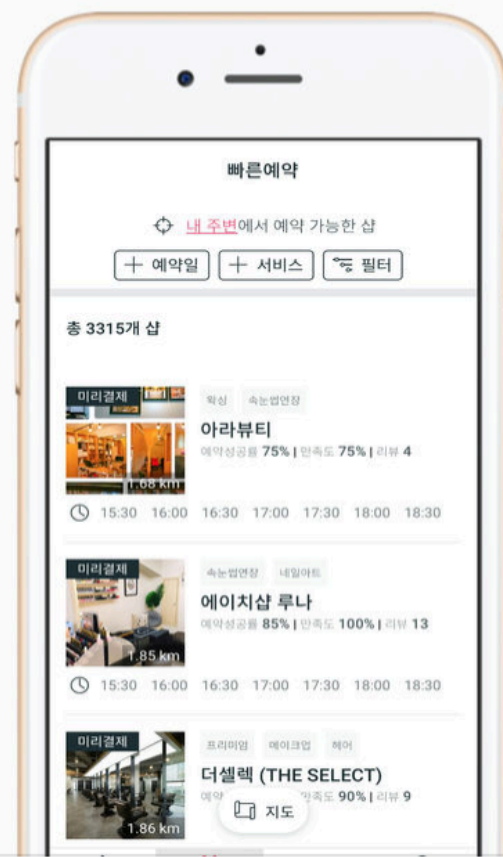 빠른예약
내 주변에서 예약 가능한 샵
예약일 서비스 필터
총 3315개 샵
미리결제
왁싱 속눈썹연장
아라뷰티
예약성공률 75% | 만족도 75% | 리뷰 4
1.68 km
15:30 16:00 16:30 17:00 17:30 18:00 18:30
미리결제
속눈썹연장 네일아트
에이치샵 루나
예약성공률 85% | 만족도 100% | 리뷰 13
1.85 km
15:30 16:00 16:30 17:00 17:30 18:00 18:30
미리결제
프리미엄 메이크업 헤어
더셀렉 (THE SELECT)
90% | 리뷰 9
지도
1.86 km